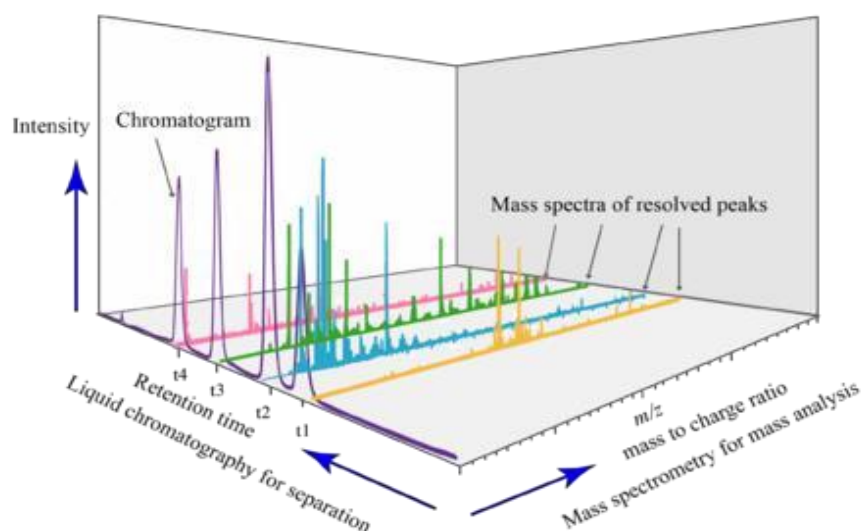 Chromatogram
Intensity
Mass spectra of resolved peaks
t4
t3
t2
t1
Retention time
Liquid chromatography for separation
m/z
mass to charge ratio
Mass spectrometry for mass analysis